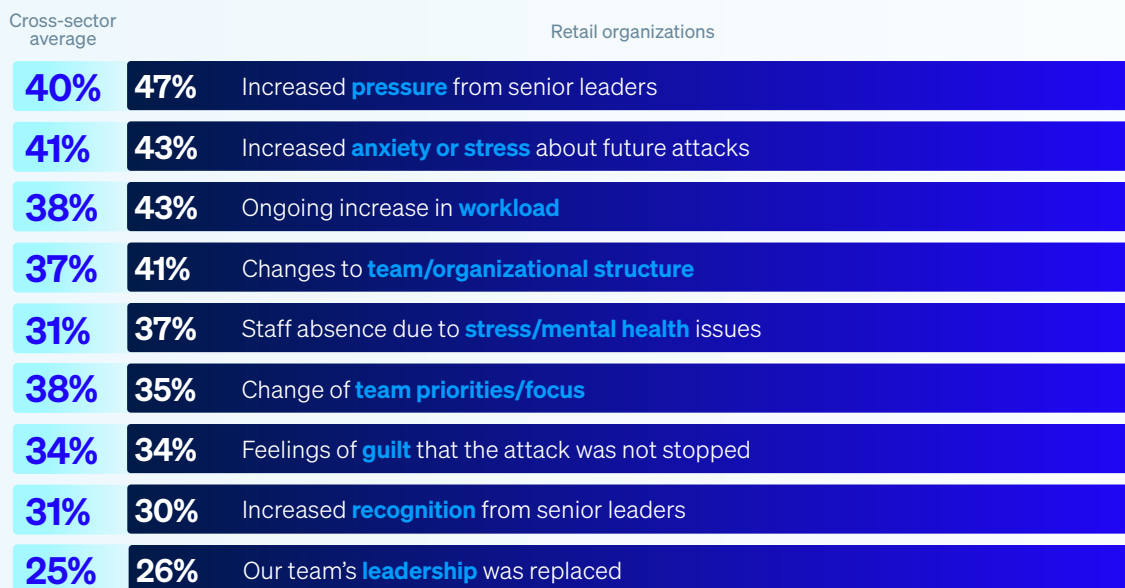 Cross-sector
average
Retail organizations
40% 47% Increased pressure from senior leaders
41% 43% Increased anxiety or stress about future attacks
38% 43% Ongoing increase in workload
37% 41% Changes to team/organizational structure
31% 37% Staff absence due to stress/mental health issues
38% 35% Change of team priorities/focus
34% 34% Feelings of guilt that the attack was not stopped
31% 30% Increased recognition from senior leaders
25% 26% Our team’s leadership was replaced